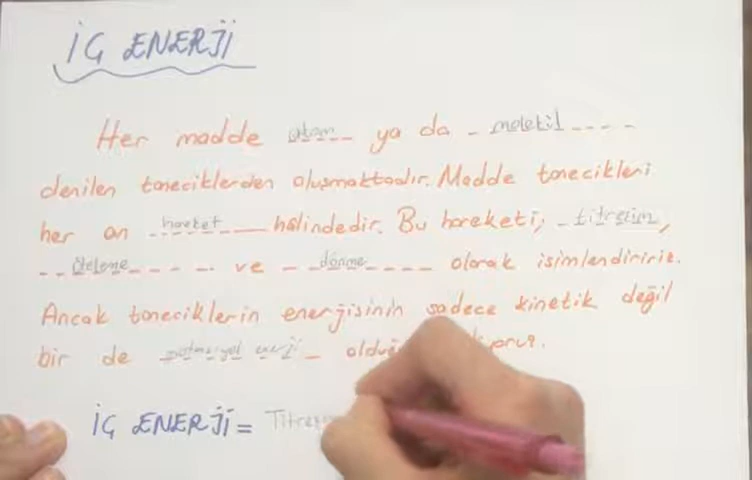 İÇ ENERJİ
Her madde atom ya da molekül
denilen taneciklerden oluşmaktadır. Madde tanecikleri
her an hareket halindedir. Bu hareketi; titreşim,
öteleme ve dönme olarak isimlendiririz.
Ancak taneciklerin enerjisinin sadece kinetik değil
bir de potansiyel enerji
İÇ ENERJİ =